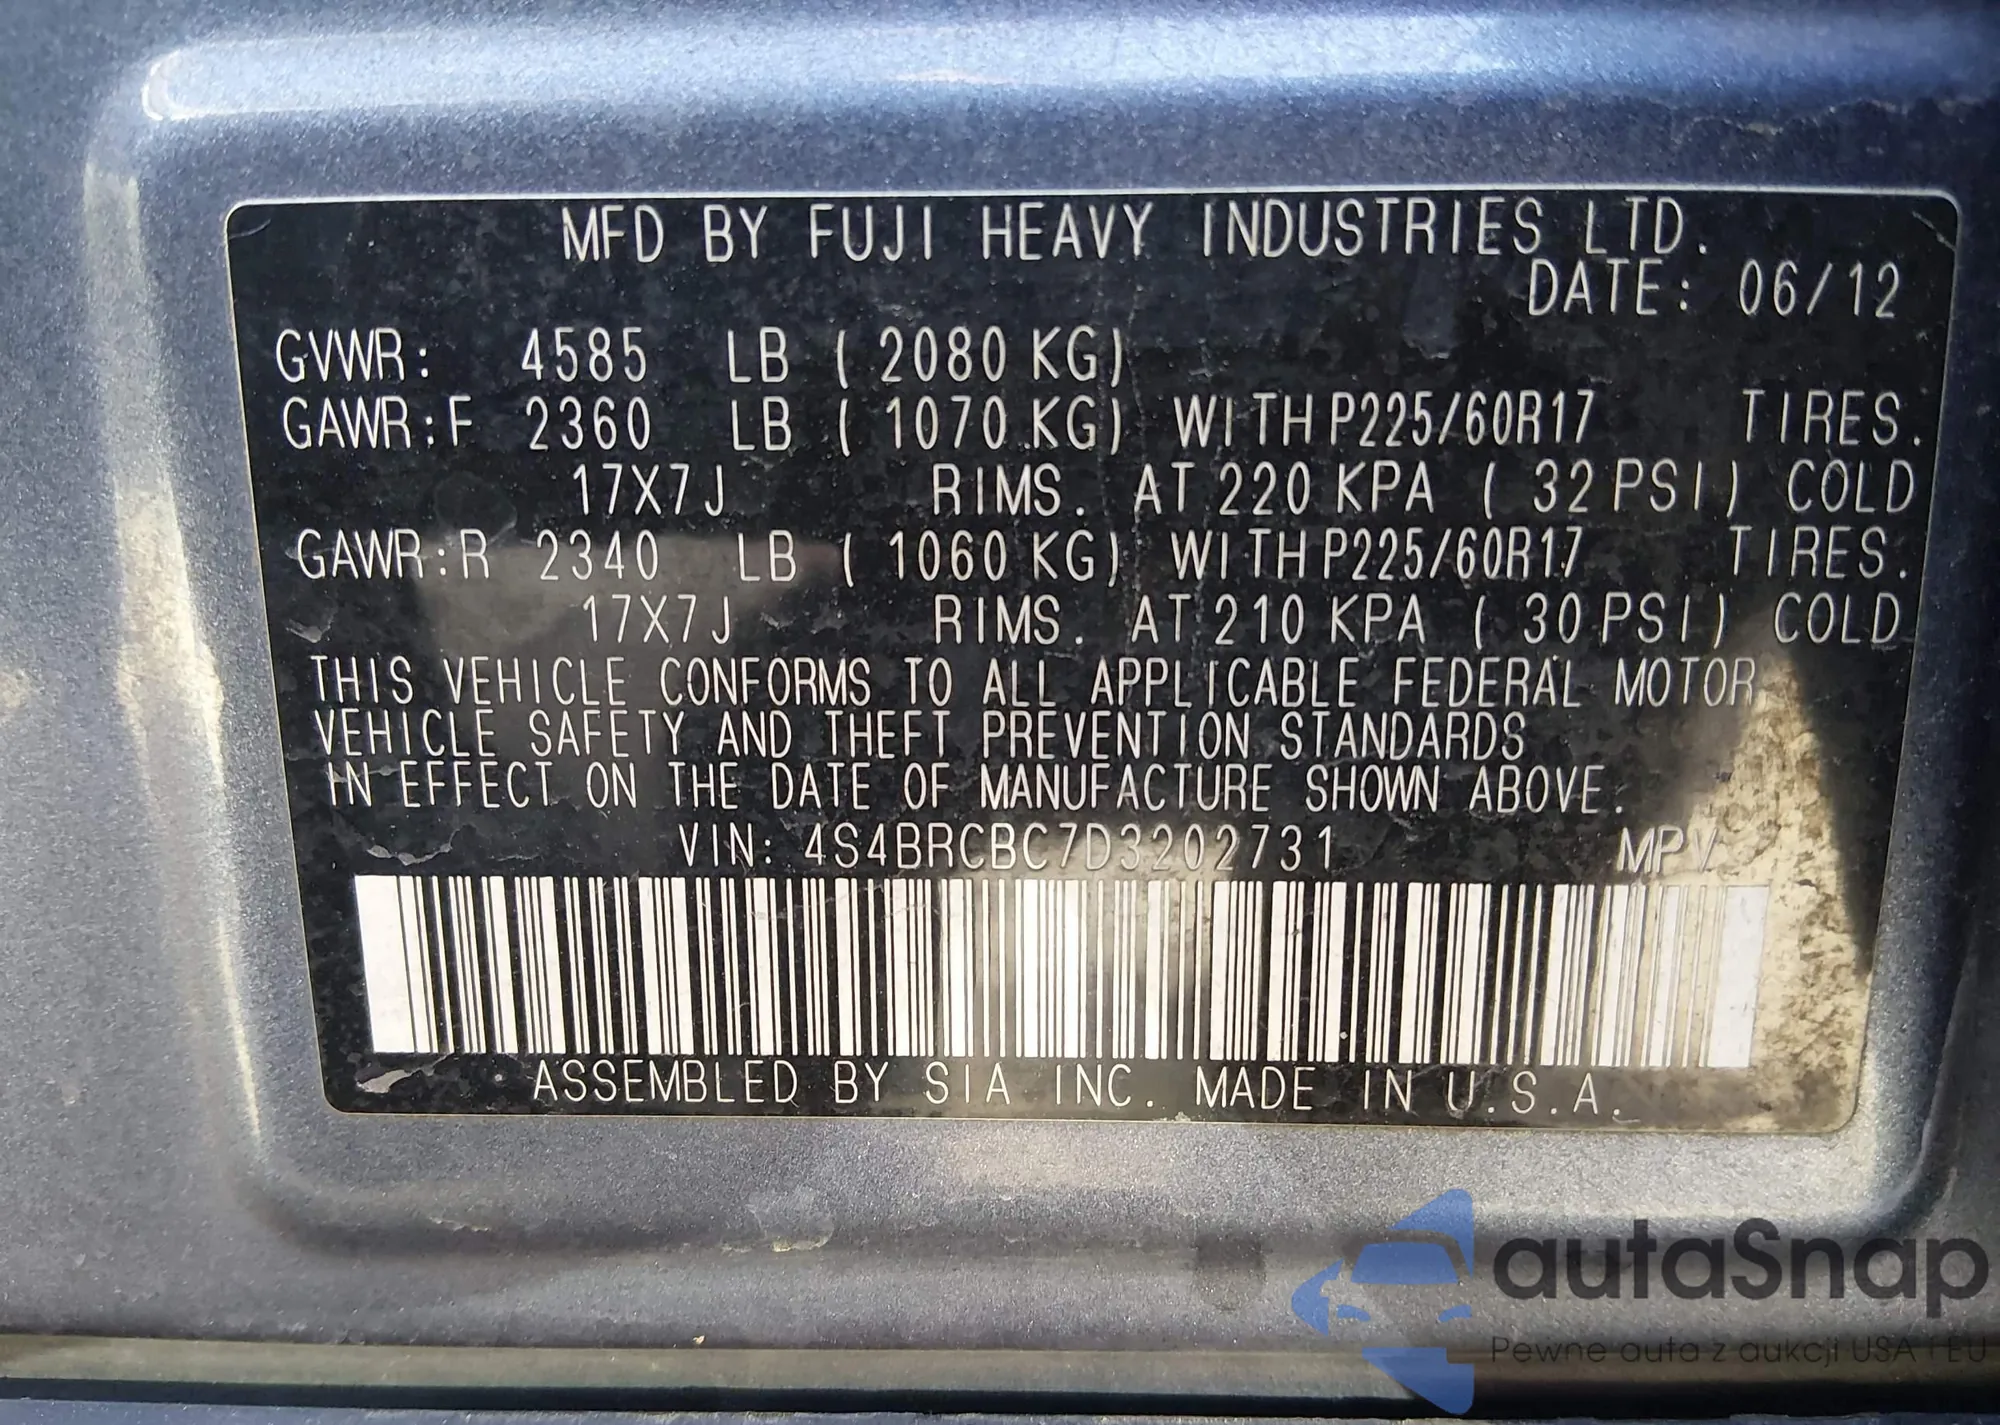 MFD BY FUJI HEAVY INDUSTRIES LTD.
DATE: 06/12
GVWR: 4585 LB ( 2080 KG)
GAWR:F 2360 LB ( 1070 KG) WITH P225/60R17 TIRES.
17X7J RIMS. AT 220 KPA ( 32 PSI) COLD
GAWR:R 2340 LB ( 1060 KG) WITH P225/60R17 TIRES.
17X7J RIMS. AT 210 KPA ( 30 PSI) COLD
THIS VEHICLE CONFORMS TO ALL APPLICABLE FEDERAL MOTOR
VEHICLE SAFETY AND THEFT PREVENTION STANDARDS
IN EFFECT ON THE DATE OF MANUFACTURE SHOWN ABOVE.
VIN: 4S4BRCBC7D3202731 MPV
ASSEMBLED BY SIA INC. MADE IN U.S.A.
autaSnap
Pewne auta z aukcji USA i EU